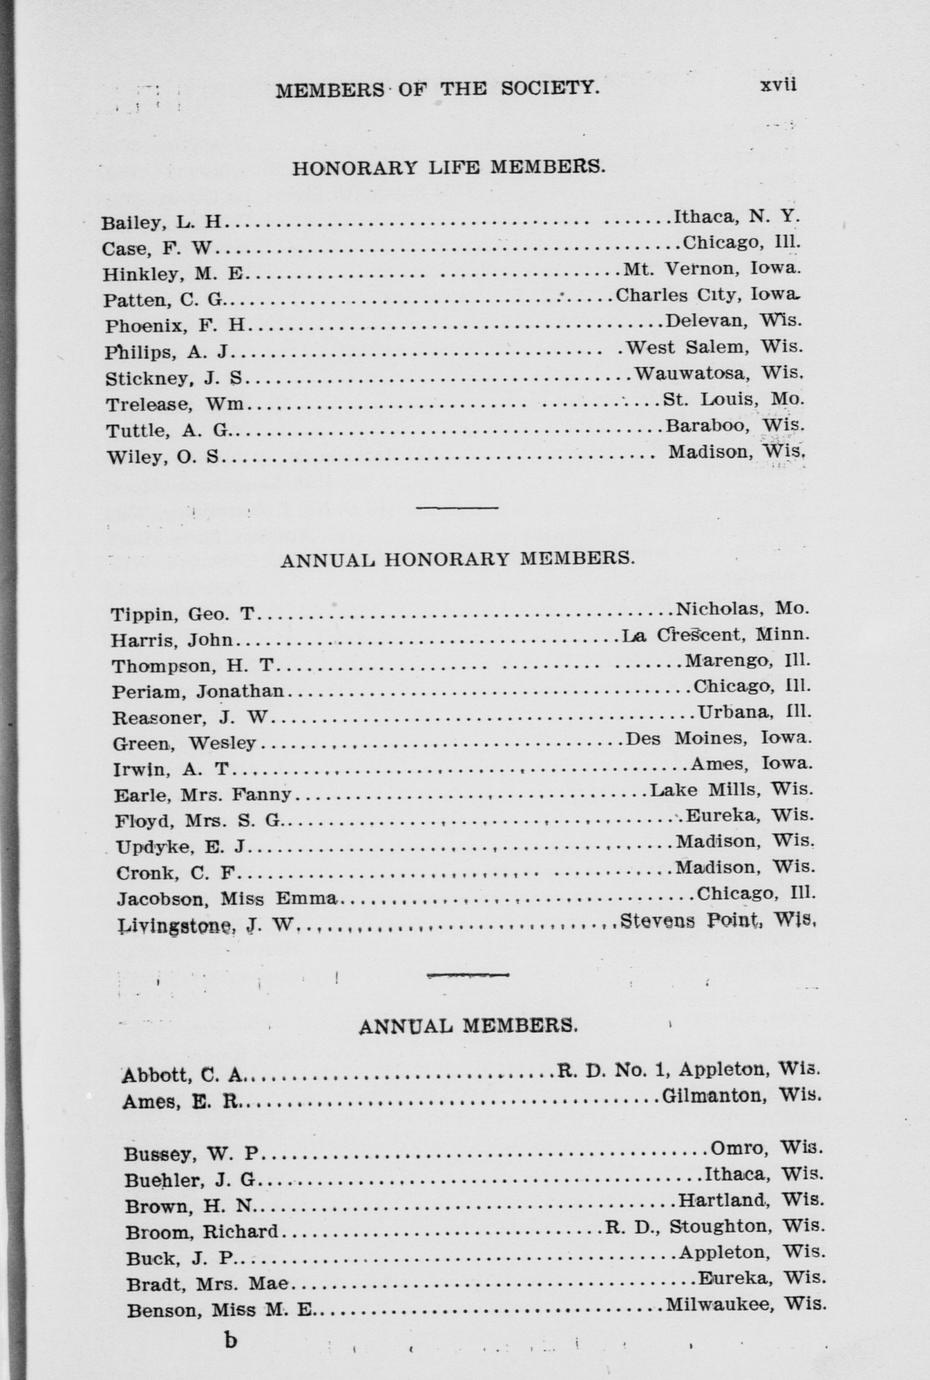 MEMBERS OF THE SOCIETY. xvii
HONORARY LIFE MEMBERS.
Bailey, L. H. Ithaca, N. Y.
Case, F. W. Chicago, Ill.
Hinkley, M. E. Mt. Vernon, Iowa.
Patten, C. G. Charles City, Iowa.
Phoenix, F. H. Delevan, Wis.
Philips, A. J. West Salem, Wis.
Stickney, J. S. Wauwatosa, Wis.
Trelease, Wm. St. Louis, Mo.
Tuttle, A. G. Baraboo, Wis.
Wiley, O. S. Madison, Wis.
ANNUAL HONORARY MEMBERS.
Tippin, Geo. T. Nicholas, Mo.
Harris, John La Crescent, Minn.
Thompson, H. T. Marengo, Ill.
Periam, Jonathan Chicago, Ill.
Reasoner, J. W. Urbana, Ill.
Green, Wesley Des Moines, Iowa.
Irwin, A. T. Ames, Iowa.
Earle, Mrs. Fanny Lake Mills, Wis.
Floyd, Mrs. S. G. Eureka, Wis.
Updyke, E. J. Madison, Wis.
Cronk, C. F. Madison, Wis.
Jacobson, Miss Emma Chicago, Ill.
Livingstone, J. W. Stevens Point, Wis.
ANNUAL MEMBERS.
Abbott, C. A. R. D. No. 1, Appleton, Wis.
Ames, E. R. Gilmanton, Wis.
Bussey, W. P. Omro, Wis.
Buehler, J. G. Ithaca, Wis.
Brown, H. N. Hartland, Wis.
Broom, Richard R. D., Stoughton, Wis.
Buck, J. P. Appleton, Wis.
Bradt, Mrs. Mae Eureka, Wis.
Benson, Miss M. E. Milwaukee, Wis.
b